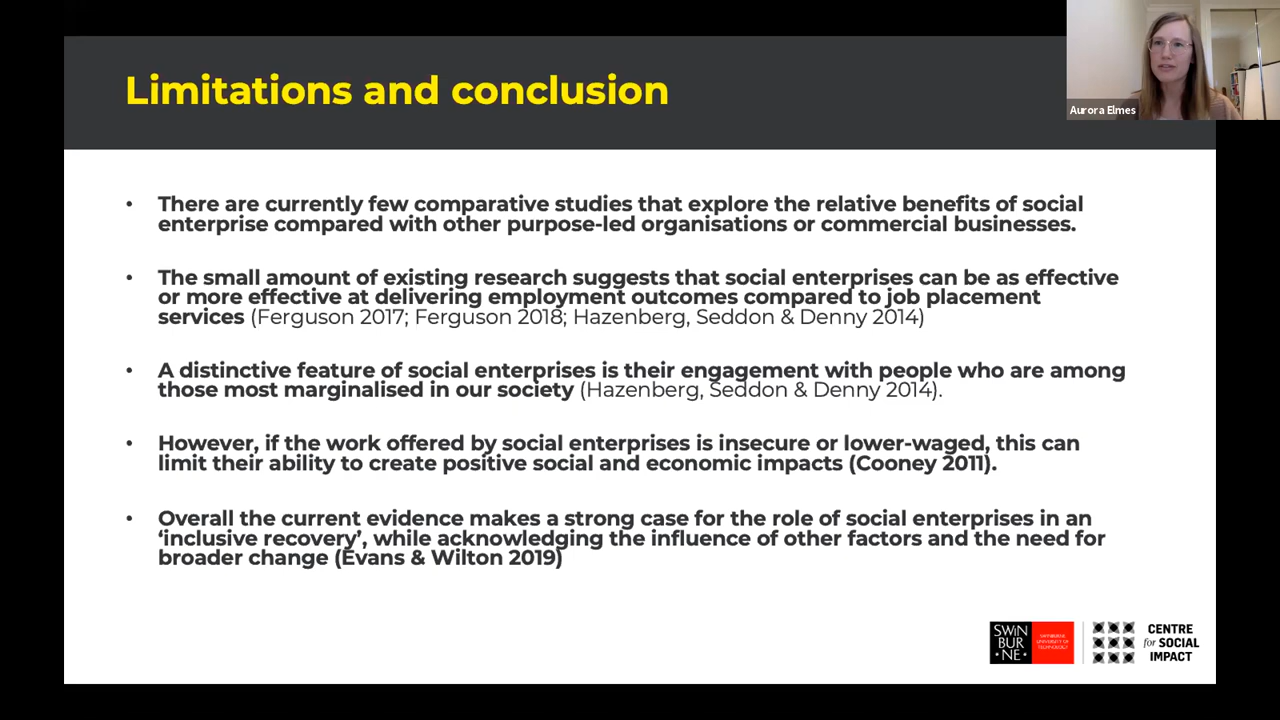 Limitations and conclusion
Aurora Elmes
• There are currently few comparative studies that explore the relative benefits of social
enterprise compared with other purpose-led organisations or commercial businesses.
• The small amount of existing research suggests that social enterprises can be as effective
or more effective at delivering employment outcomes compared to job placement
services (Ferguson 2017; Ferguson 2018; Hazenberg, Seddon & Denny 2014)
• A distinctive feature of social enterprises is their engagement with people who are among
those most marginalised in our society (Hazenberg, Seddon & Denny 2014).
• However, if the work offered by social enterprises is insecure or lower-waged, this can
limit their ability to create positive social and economic impacts (Cooney 2011).
• Overall the current evidence makes a strong case for the role of social enterprises in an
‘inclusive recovery’, while acknowledging the influence of other factors and the need for
broader change (Evans & Wilton 2019)
SWIN
BUR
• NE •
SWINBURNE
UNIVERSITY OF
TECHNOLOGY
CENTRE
for SOCIAL
IMPACT